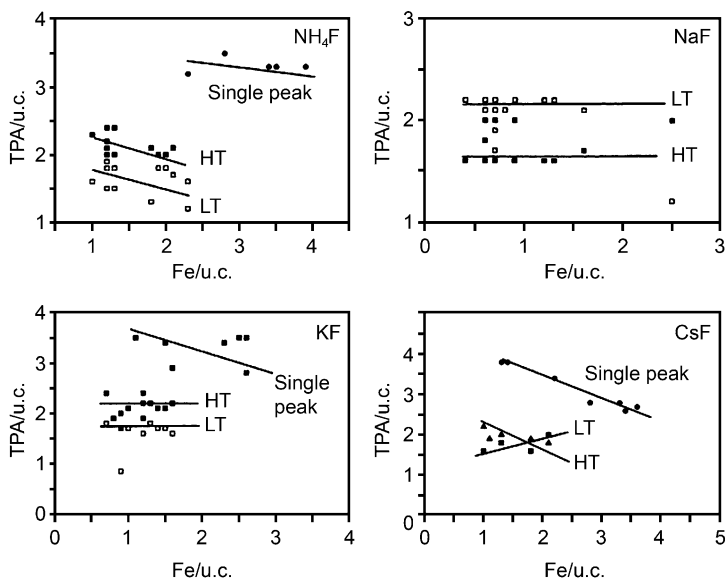 NH₄F
TPA/u.c.
4
3
2
1
Single peak
HT
LT
1 2 3 4
Fe/u.c.
NaF
TPA/u.c.
3
2
1
LT
HT
0 1 2 3
Fe/u.c.
KF
TPA/u.c.
4
3
2
1
0
Single
peak
HT
LT
0 1 2 3 4
Fe/u.c.
CsF
TPA/u.c.
4
3
2
1
0
Single peak
LT
HT
0 1 2 3 4 5
Fe/u.c.